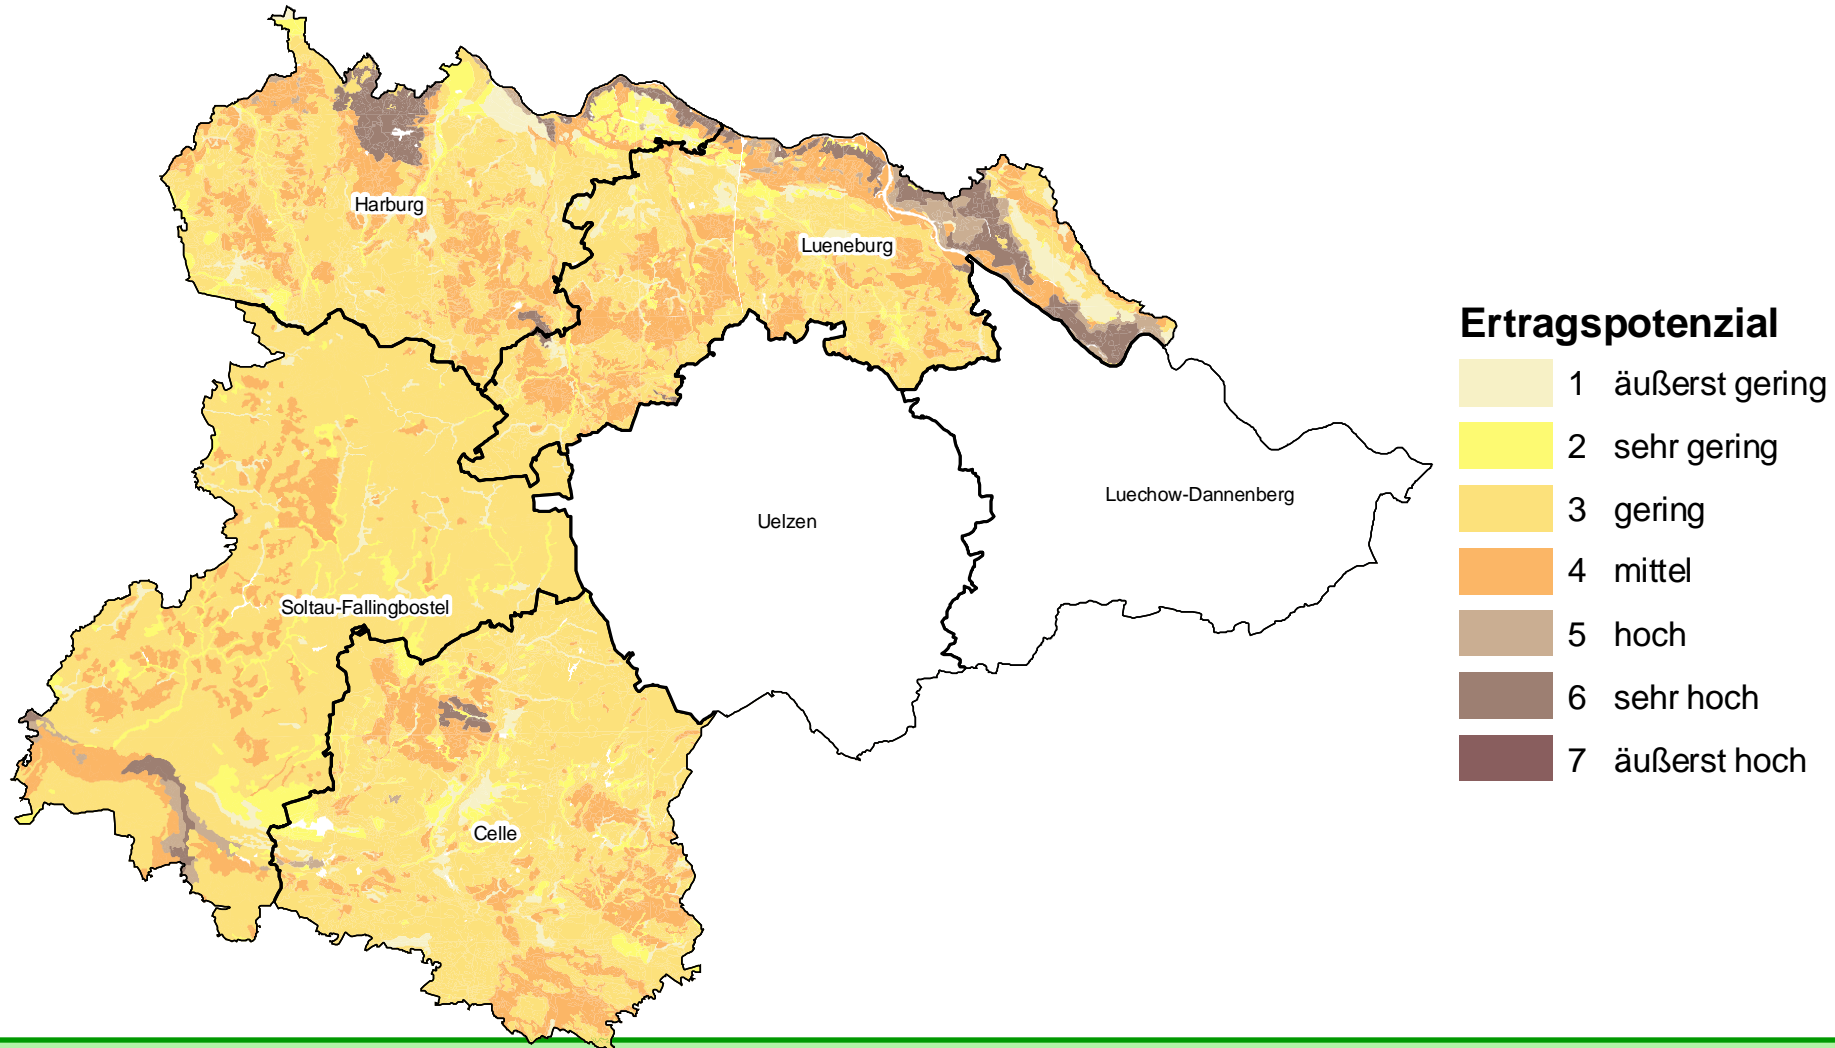 Harburg
Lueneburg
Ertragspotenzial
1 äußerst gering
2 sehr gering
3 gering
4 mittel
5 hoch
6 sehr hoch
7 äußerst hoch
Luechow-Dannenberg
Uelzen
Soltau-Fallingbostel
Celle